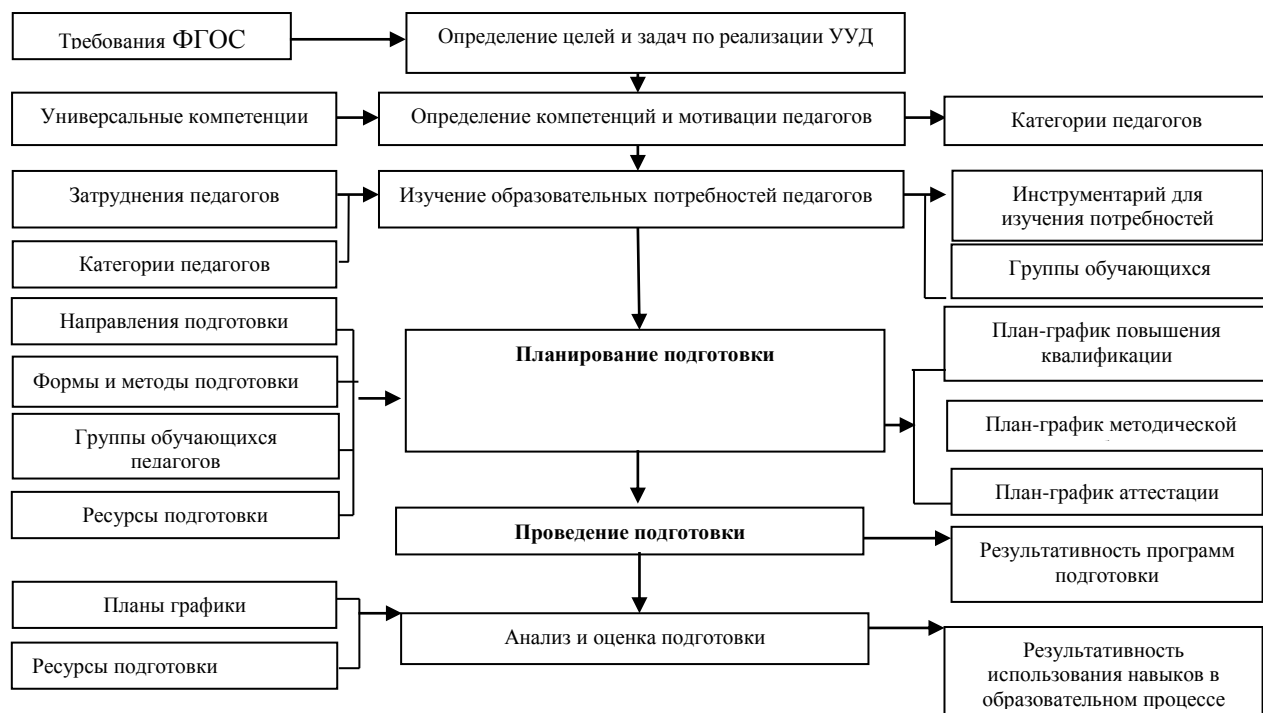 Требования ФГОС
Определение целей и задач по реализации УУД
Универсальные компетенции
Определение компетенций и мотивации педагогов
Категории педагогов
Затруднения педагогов
Изучение образовательных потребностей педагогов
Инструментарий для
изучения потребностей
Категории педагогов
Группы обучающихся
Направления подготовки
Планирование подготовки
План-график повышения
квалификации
Формы и методы подготовки
План-график методической
Группы обучающихся
педагогов
План-график аттестации
Ресурсы подготовки
Проведение подготовки
Результативность программ
подготовки
Планы графики
Анализ и оценка подготовки
Ресурсы подготовки
Результативность
использования навыков в
образовательном процессе